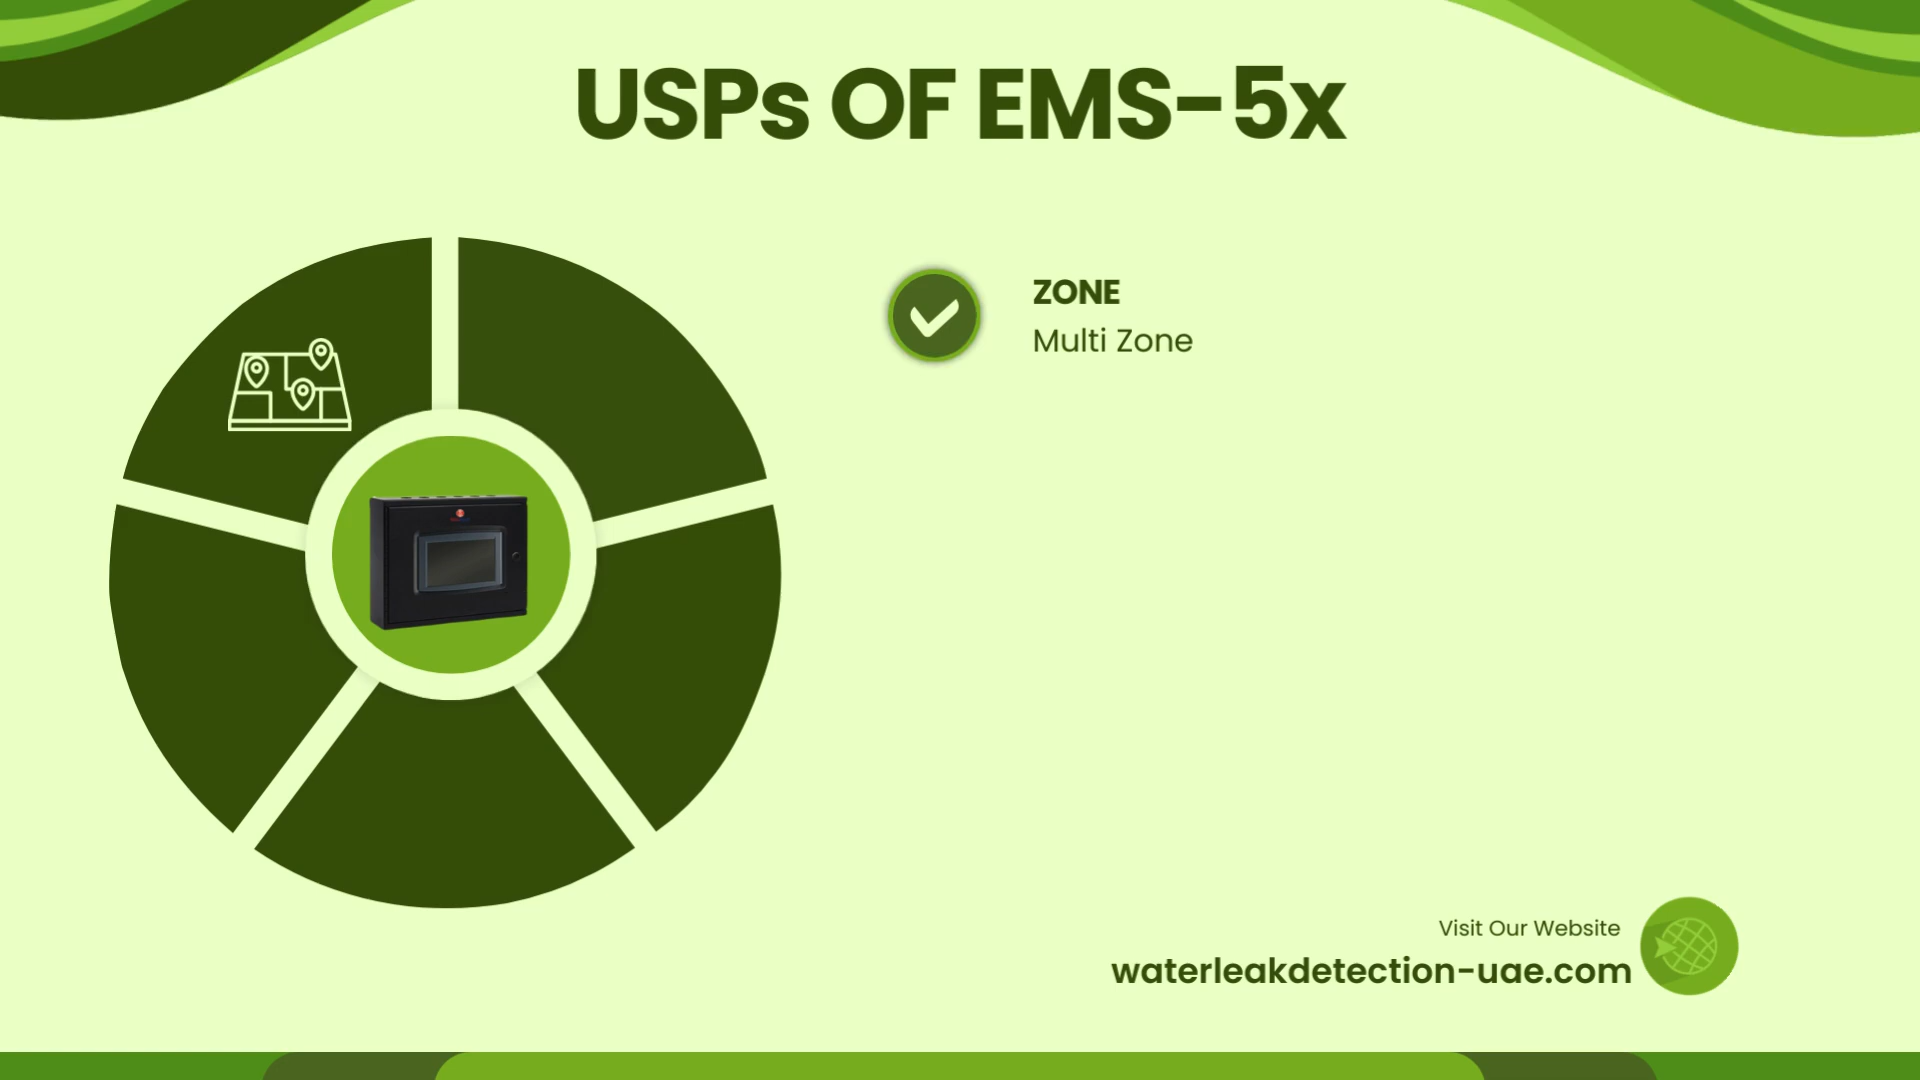 USPs OF EMS-5x
ZONE
Multi Zone
Visit Our Website
waterleakdetection-uae.com